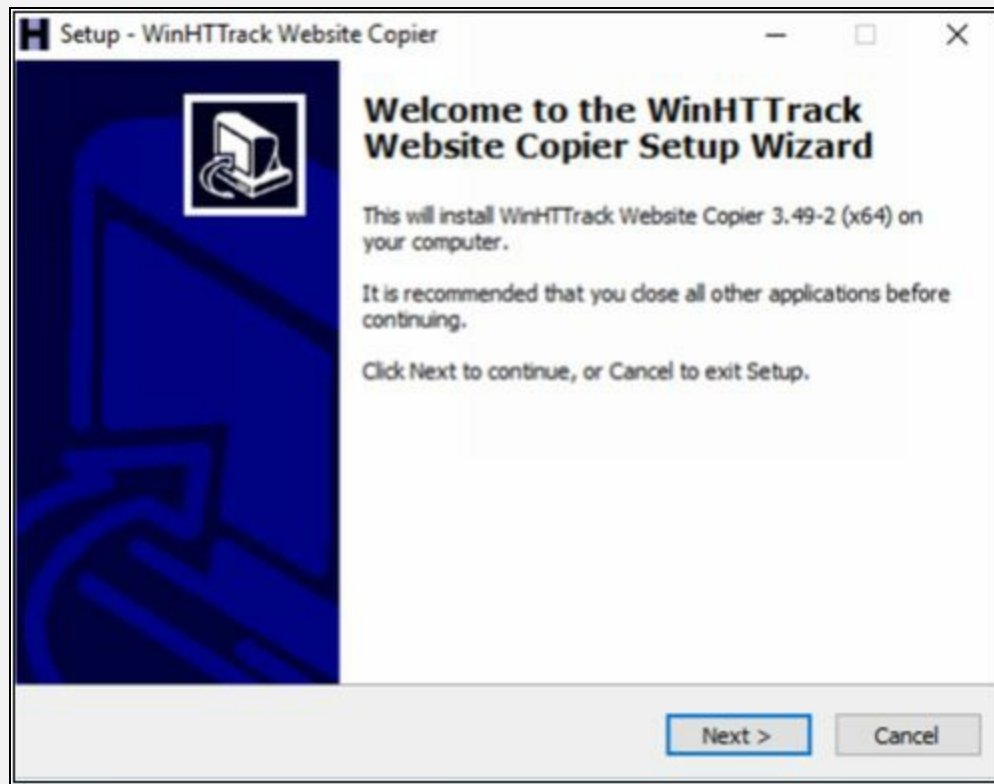 Setup - WinHTTrack Website Copier
Welcome to the WinHTTrack
Website Copier Setup Wizard
This will install WinHTTrack Website Copier 3.49-2 (x64) on
your computer.
It is recommended that you close all other applications before
continuing.
Click Next to continue, or Cancel to exit Setup.
Next >
Cancel